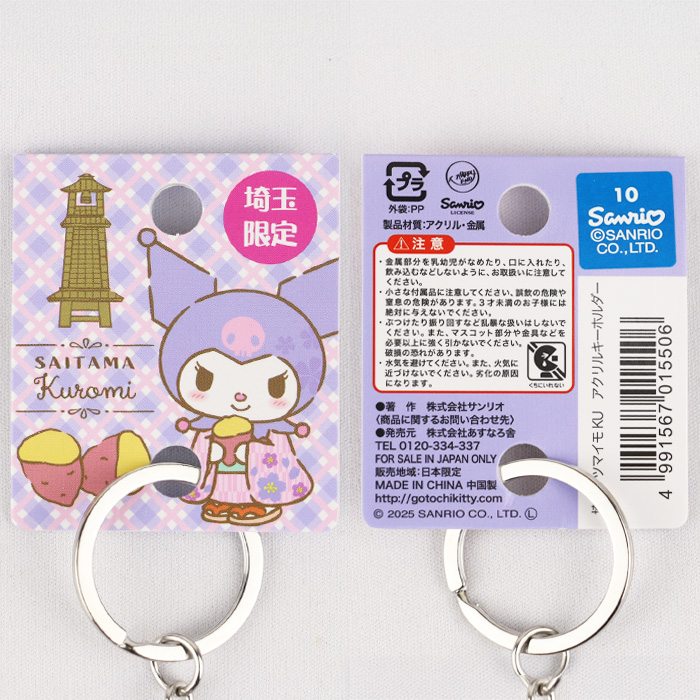 埼玉
限定
SAITAMA
Kuromi
プラ
外袋:PP
HAPPY
Sanrio
LICENSE
10
Sanrio
©SANRIO
CO., LTD.
製品材質:アクリル・金属
注意
・金属部分を乳幼児がなめたり、口に入れたり、
飲み込むなどしないように、お取扱いに注意して
ください。
・小さな付属品に注意してください、誤飲の危険や
窒息の危険があります。3才未満のお子様には
絶対に与えないでください。
・ぶつけたり振り回すなど乱暴な扱いはしないで
ください。また、マスコット部分や金具などを
必要以上に強く引かないでください。
破損の恐れがあります。
・水気を避けてください。また、火気に
近づけないでください。劣化の原因
になります。
くちにいれない
●著 作 株式会社サンリオ
〈商品に関するお問い合わせ先〉
●発売元 株式会社あすなろ舎
TEL 0120-334-337
FOR SALE IN JAPAN ONLY
販売地域:日本限定
MADE IN CHINA 中国製
http://gotochikitty.com
© 2025 SANRIO CO., LTD. Ⓛ
ツマイモKU アクリルキーホルダー
4 991567 015506